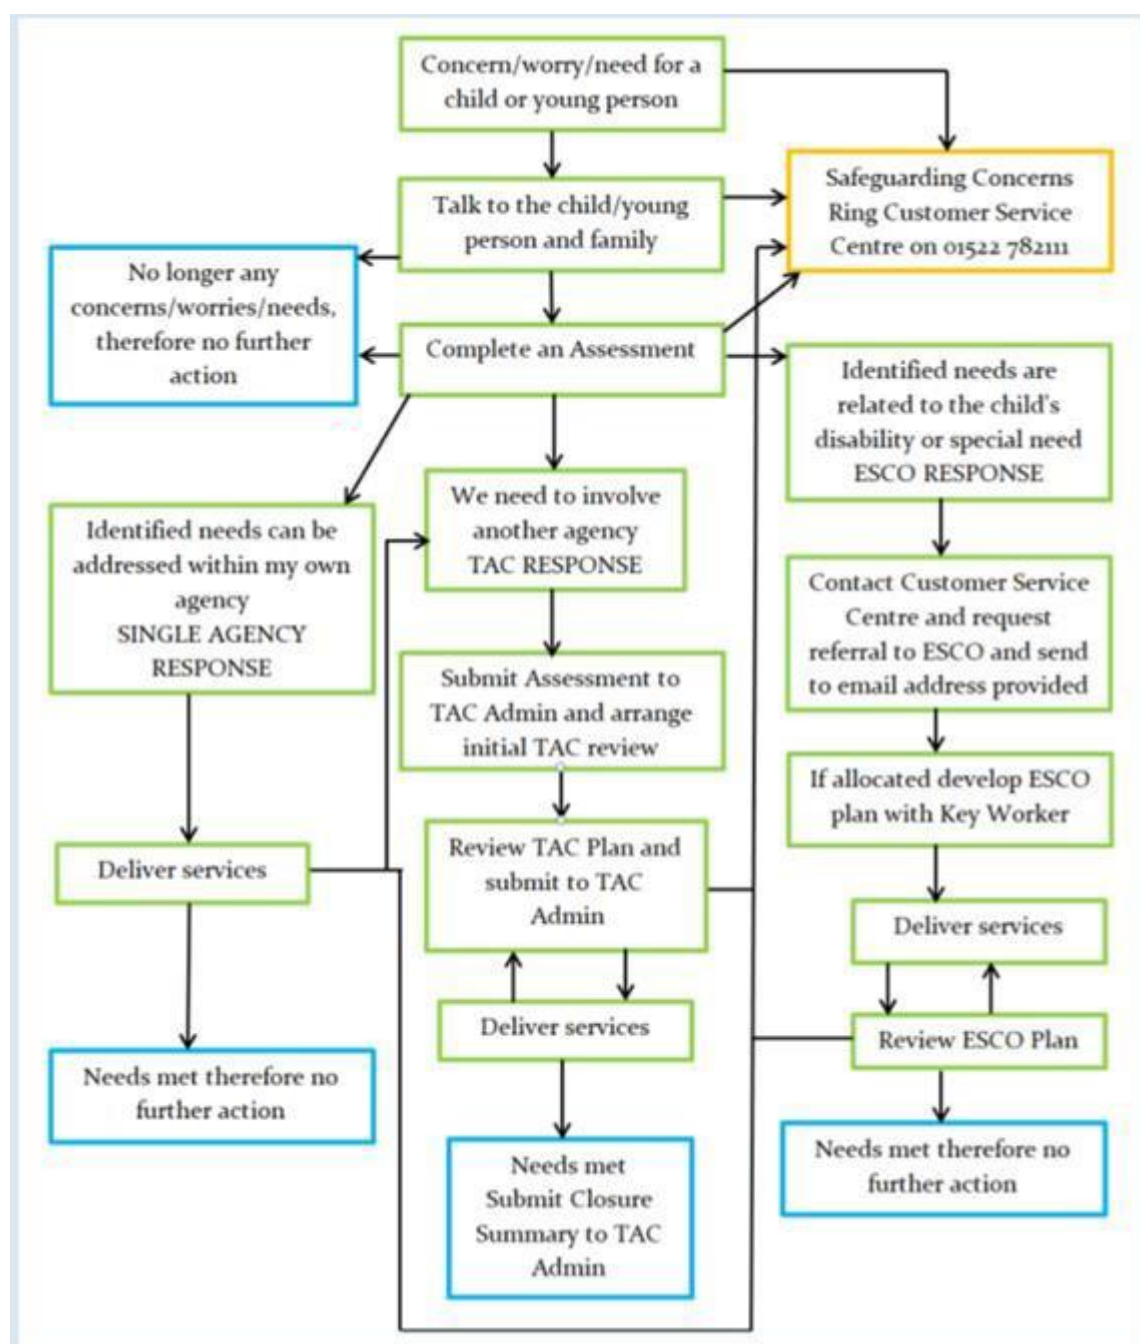 Concern/worry/need for a
child or young person
Safeguarding Concerns
Ring Customer Service
Centre on 01522 782111
Talk to the child/young
person and family
No longer any
concerns/worries/needs,
therefore no further
action
Complete an Assessment
Identified needs are
related to the child's
disability or special need
ESCO RESPONSE
We need to involve
another agency
TAC RESPONSE
Identified needs can be
addressed within my own
agency
SINGLE AGENCY
RESPONSE
Contact Customer Service
Centre and request
referral to ESCO and send
to email address provided
Submit Assessment to
TAC Admin and arrange
initial TAC review
If allocated develop ESCO
plan with Key Worker
Review TAC Plan and
submit to TAC
Admin
Deliver services
Deliver services
Deliver services
Review ESCO Plan
Needs met therefore no
further action
Needs met
Submit Closure
Summary to TAC
Admin
Needs met therefore no
further action